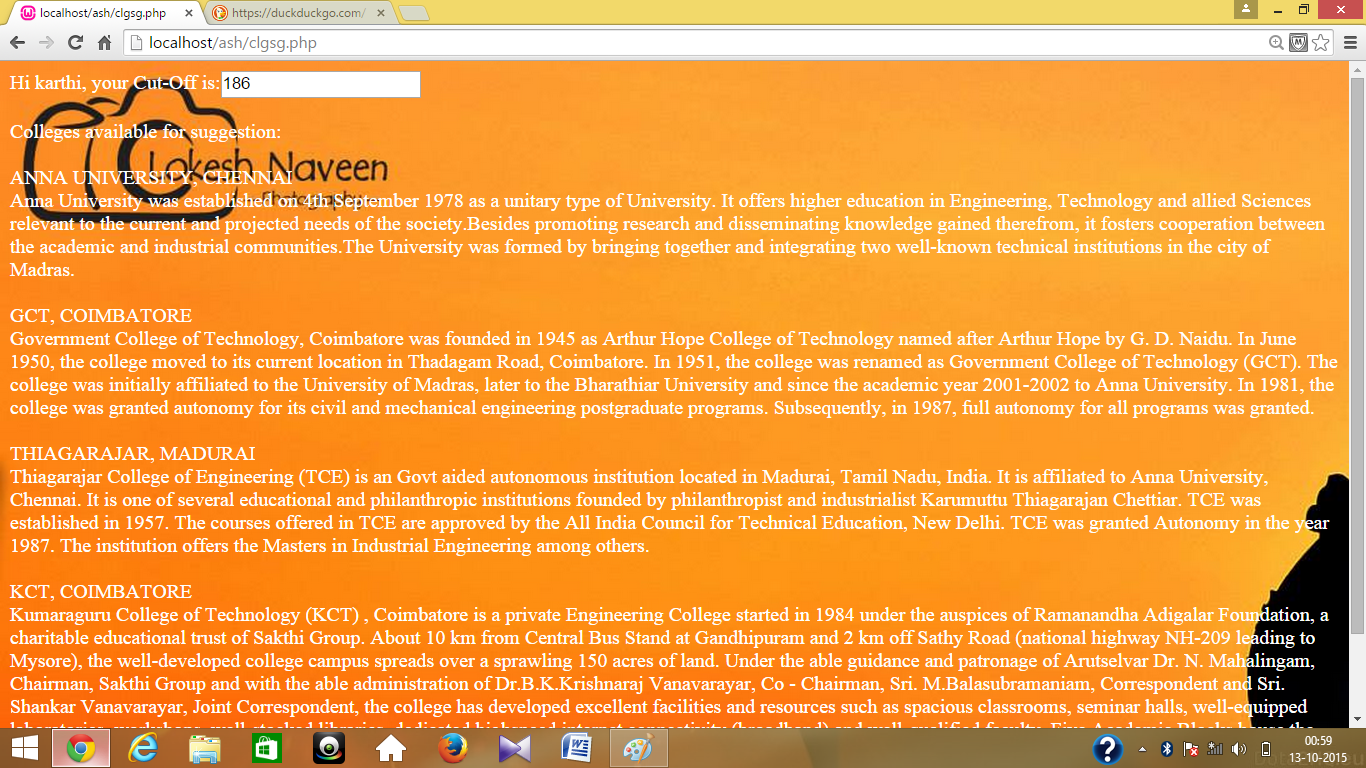 localhost/ash/clgsg.php
https://duckduckgo.com/
localhost/ash/clgsg.php
Hi karthi, your Cut-Off is: 186
Colleges available for suggestion:
Lokesh Naveen
Photography
ANNA UNIVERSITY, CHENNAI
Anna University was established on 4th September 1978 as a unitary type of University. It offers higher education in Engineering, Technology and allied Sciences
relevant to the current and projected needs of the society.Besides promoting research and disseminating knowledge gained therefrom, it fosters cooperation between
the academic and industrial communities.The University was formed by bringing together and integrating two well-known technical institutions in the city of
Madras.
GCT, COIMBATORE
Government College of Technology, Coimbatore was founded in 1945 as Arthur Hope College of Technology named after Arthur Hope by G. D. Naidu. In June
1950, the college moved to its current location in Thadagam Road, Coimbatore. In 1951, the college was renamed as Government College of Technology (GCT). The
college was initially affiliated to the University of Madras, later to the Bharathiar University and since the academic year 2001-2002 to Anna University. In 1981, the
college was granted autonomy for its civil and mechanical engineering postgraduate programs. Subsequently, in 1987, full autonomy for all programs was granted.
THIAGARAJAR, MADURAI
Thiagarajar College of Engineering (TCE) is an Govt aided autonomous institution located in Madurai, Tamil Nadu, India. It is affiliated to Anna University,
Chennai. It is one of several educational and philanthropic institutions founded by philanthropist and industrialist Karumuttu Thiagarajan Chettiar. TCE was
established in 1957. The courses offered in TCE are approved by the All India Council for Technical Education, New Delhi. TCE was granted Autonomy in the year
1987. The institution offers the Masters in Industrial Engineering among others.
KCT, COIMBATORE
Kumaraguru College of Technology (KCT) , Coimbatore is a private Engineering College started in 1984 under the auspices of Ramanandha Adigalar Foundation, a
charitable educational trust of Sakthi Group. About 10 km from Central Bus Stand at Gandhipuram and 2 km off Sathy Road (national highway NH-209 leading to
Mysore), the well-developed college campus spreads over a sprawling 150 acres of land. Under the able guidance and patronage of Arutselvar Dr. N. Mahalingam,
Chairman, Sakthi Group and with the able administration of Dr.B.K.Krishnaraj Vanavarayar, Co - Chairman, Sri. M.Balasubramaniam, Correspondent and Sri.
Shankar Vanavarayar, Joint Correspondent, the college has developed excellent facilities and resources such as spacious classrooms, seminar halls, well-equipped
00:59
13-10-2015